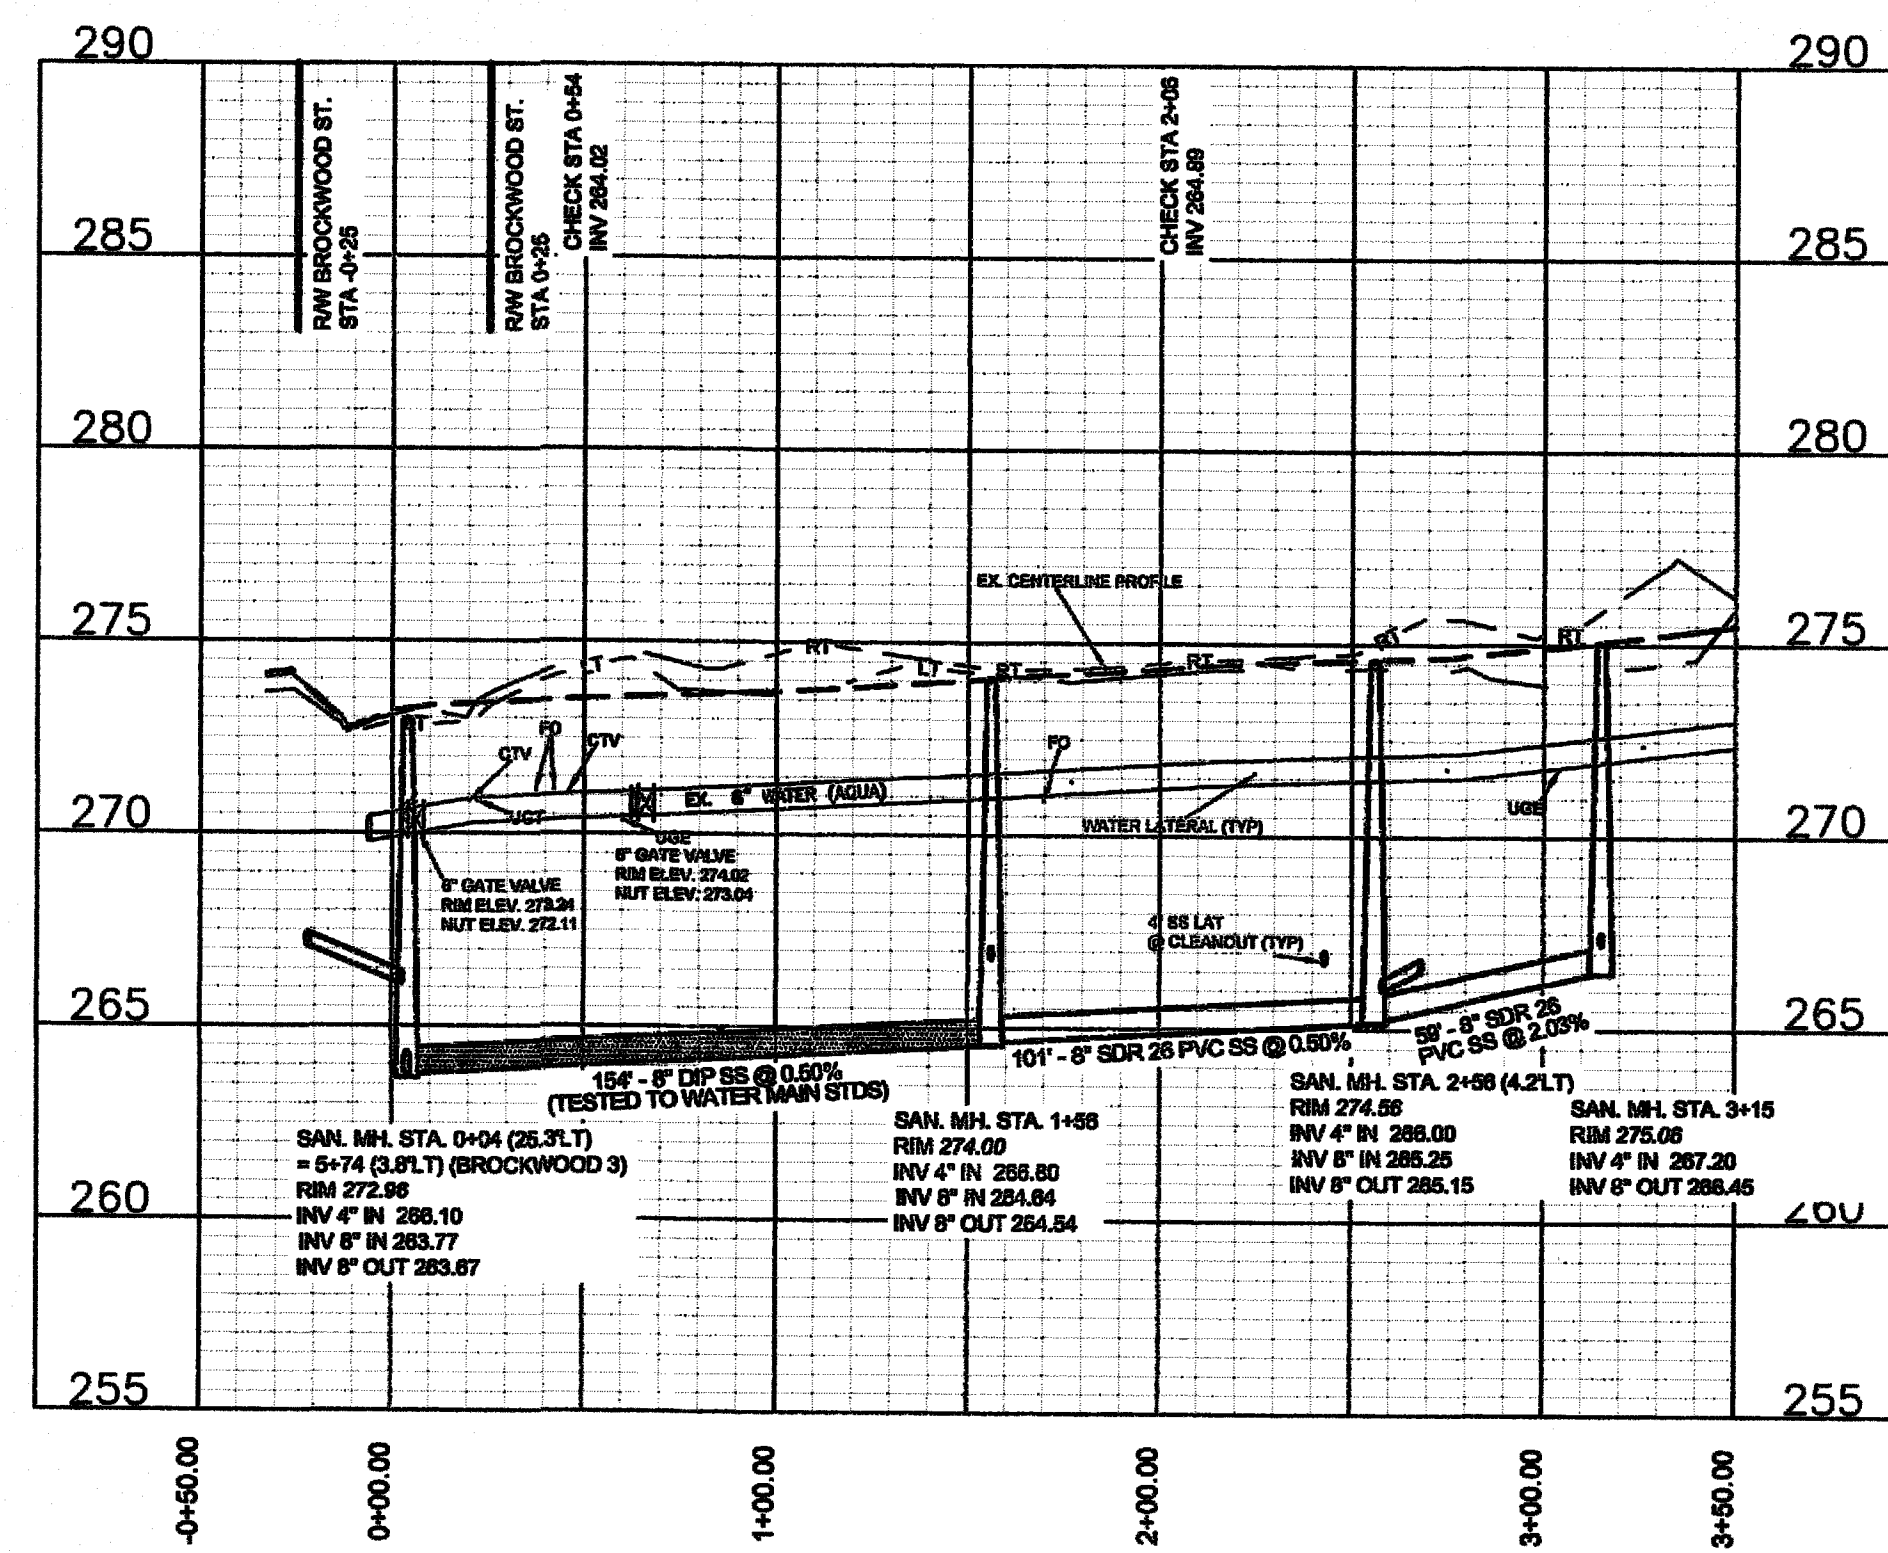 290
290
R/W BROCKWOOD ST.
STA -0+25
R/W BROCKWOOD ST.
STA 0+25
CHECK STA 0+54
INV 264.02
CHECK STA 2+06
INV 264.89
285
285
280
280
EX. CENTERLINE PROFILE
275
275
RT
LT
RT
LT
RT
RT
RT
RT
CTV
FO
CTV
FO
EX. 8" WATER (AQUA)
UGT
UGE
WATER LATERAL (TYP)
UGE
270
270
6" GATE VALVE
RIM ELEV. 274.02
NUT ELEV. 273.04
8" GATE VALVE
RIM ELEV. 273.24
NUT ELEV. 272.11
4" SS LAT
@ CLEANOUT (TYP)
265
265
154' - 8" DIP SS @ 0.50%
(TESTED TO WATER MAIN STDS)
101' - 8" SDR 26 PVC SS @ 0.50%
59' - 8" SDR 26
PVC SS @ 2.03%
SAN. MH. STA. 0+04 (25.3'LT)
= 5+74 (3.8'LT) (BROCKWOOD 3)
RIM 272.96
INV 4" IN 266.10
INV 8" IN 263.77
INV 8" OUT 263.67
SAN. MH. STA. 1+58
RIM 274.00
INV 4" IN 266.80
INV 8" IN 264.64
INV 8" OUT 264.54
SAN. MH. STA. 2+56 (4.2'LT)
RIM 274.56
INV 4" IN 266.00
INV 8" IN 265.25
INV 8" OUT 265.15
SAN. MH. STA. 3+15
RIM 275.06
INV 4" IN 267.20
INV 8" OUT 266.45
260
260
255
255
-0+50.00
0+00.00
1+00.00
2+00.00
3+00.00
3+50.00